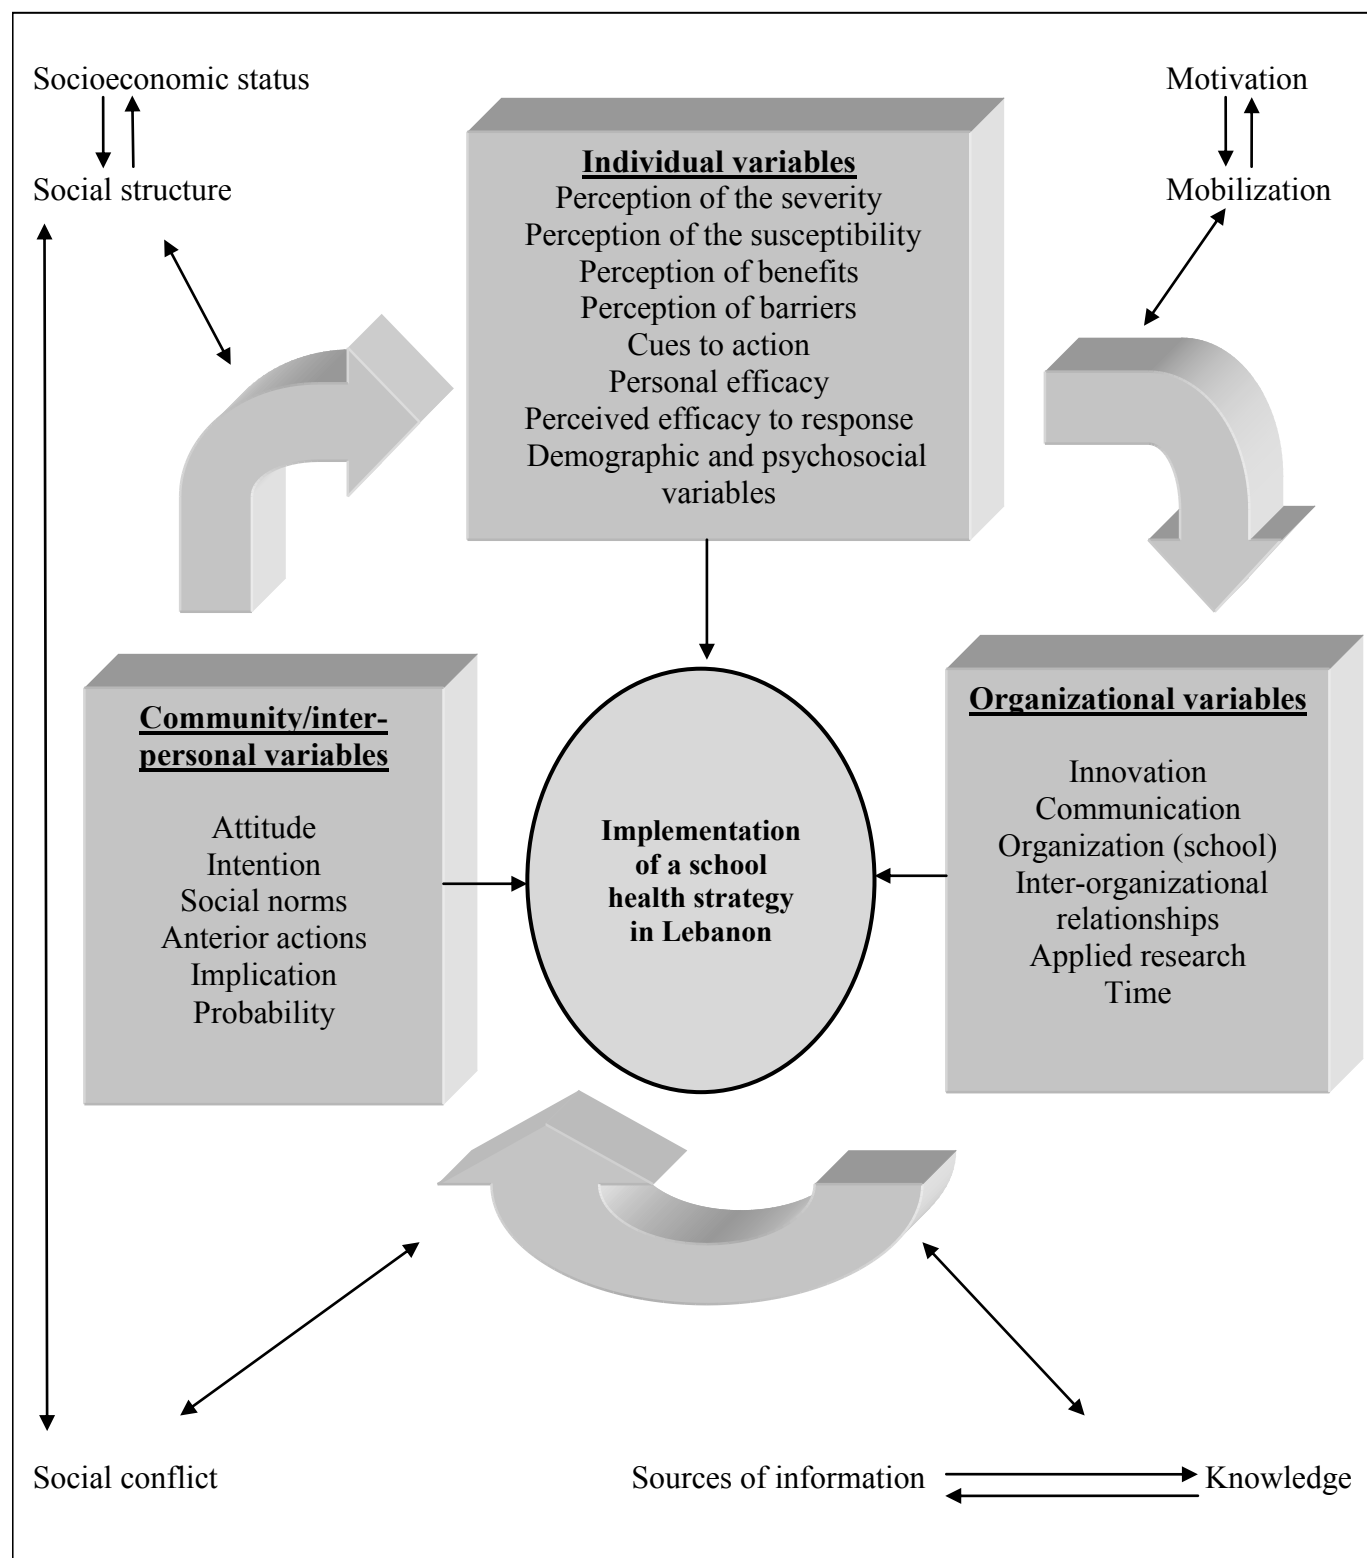 Socioeconomic status
Social structure
Motivation
Mobilization
Individual variables
Perception of the severity
Perception of the susceptibility
Perception of benefits
Perception of barriers
Cues to action
Personal efficacy
Perceived efficacy to response
Demographic and psychosocial
variables
Community/inter-
personal variables
Attitude
Intention
Social norms
Anterior actions
Implication
Probability
Implementation
of a school
health strategy
in Lebanon
Organizational variables
Innovation
Communication
Organization (school)
Inter-organizational
relationships
Applied research
Time
Social conflict
Sources of information
Knowledge